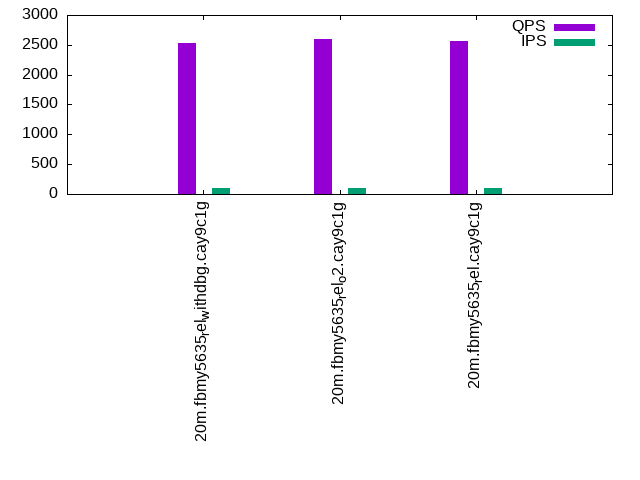 3000
2500
2000
1500
1000
500
0
QPS
IPS
20m.fbmy5635relwithdbg.cay9c1g
20m.fbmy5635relo2.cay9c1g
20m.fbmy5635rel.cay9c1g